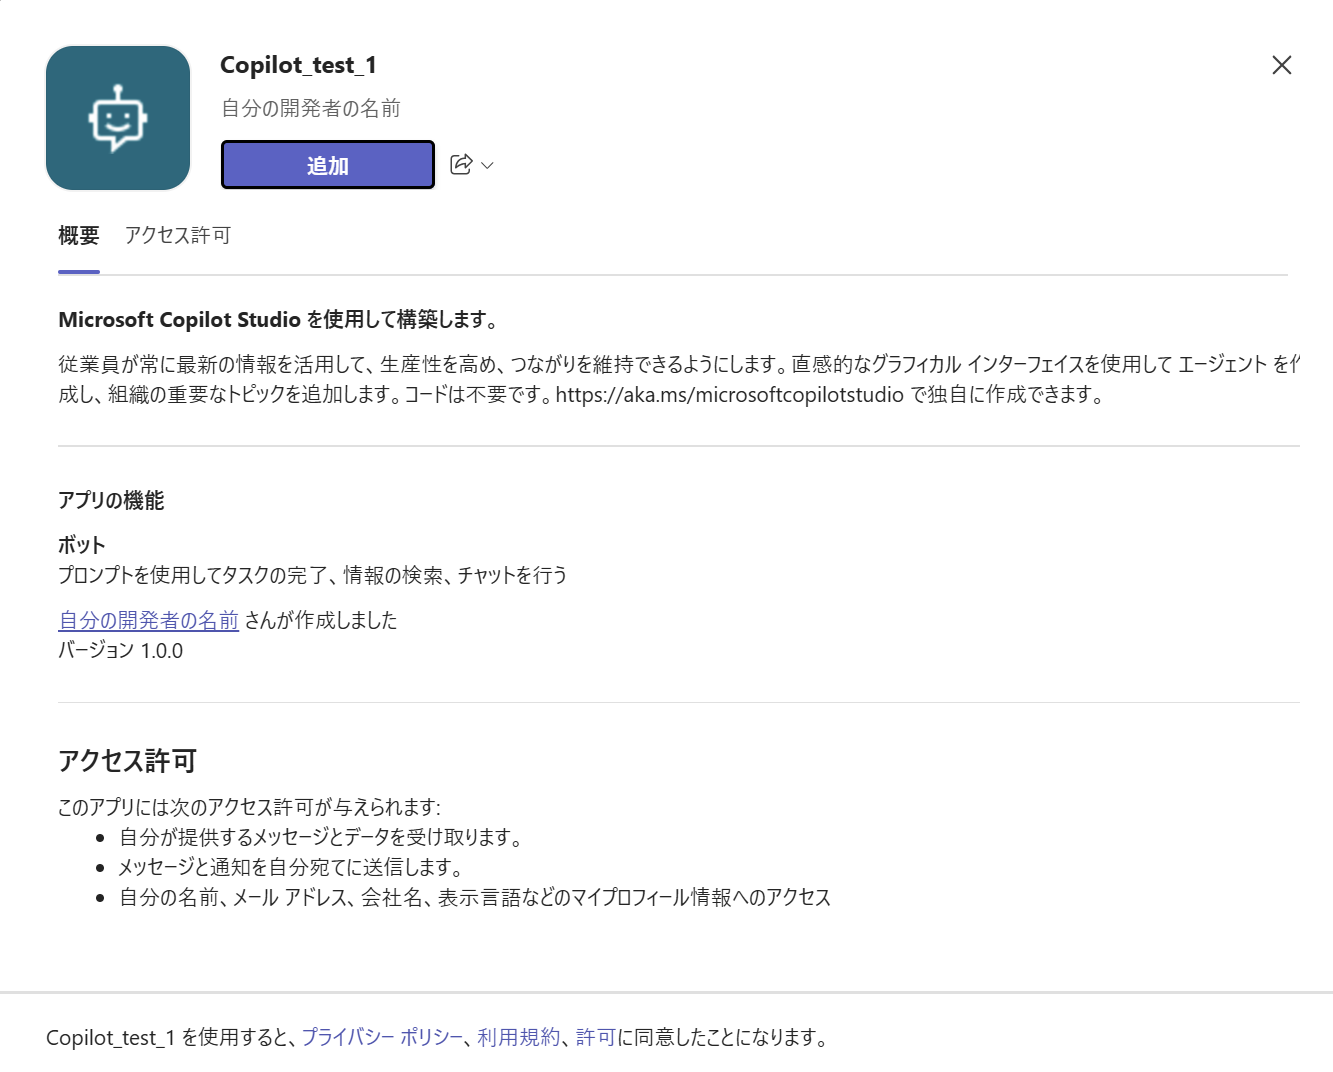 Copilot_test_1
自分の開発者の名前
追加
概要 アクセス許可
Microsoft Copilot Studio を使用して構築します。
従業員が常に最新の情報を活用して、生産性を高め、つながりを維持できるようにします。直感的なグラフィカル インターフェイスを使用して エージェント を作
成し、組織の重要なトピックを追加します。コードは不要です。https://aka.ms/microsoftcopilotstudio で独自に作成できます。
アプリの機能
ボット
プロンプトを使用してタスクの完了、情報の検索、チャットを行う
自分の開発者の名前 さんが作成しました
バージョン 1.0.0
アクセス許可
このアプリには次のアクセス許可が与えられます:
自分が提供するメッセージとデータを受け取ります。
メッセージと通知を自分宛てに送信します。
自分の名前、メール アドレス、会社名、表示言語などのマイプロフィール情報へのアクセス
Copilot_test_1 を使用すると、プライバシー ポリシー、利用規約、許可に同意したことになります。